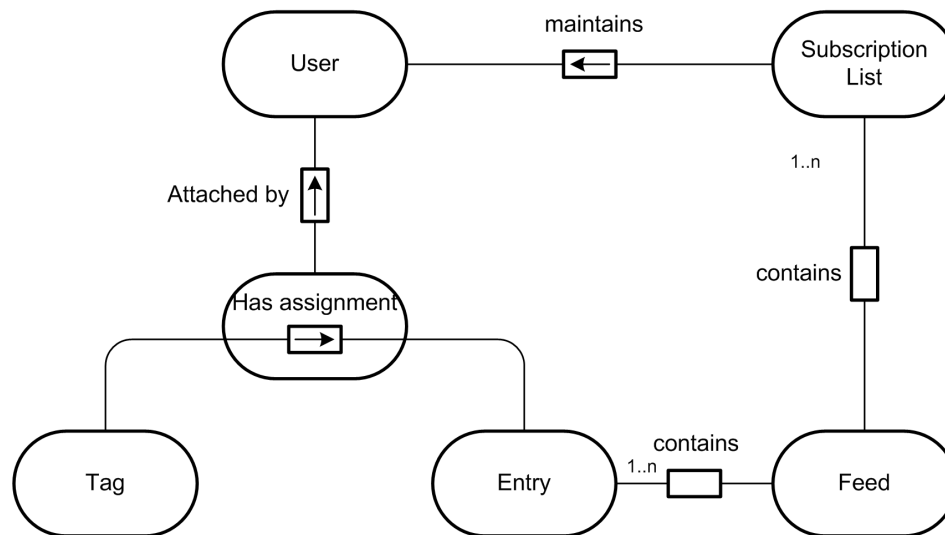 maintains
User
Subscription
List
1..n
Attached by
contains
Has assignment
contains
1..n
Tag
Entry
Feed